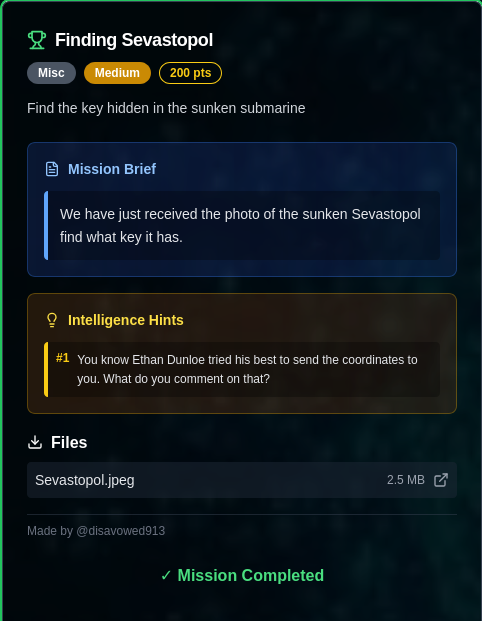 Finding Sevastopol
Misc
Medium
200 pts
Find the key hidden in the sunken submarine
Mission Brief
We have just received the photo of the sunken Sevastopol
find what key it has.
Intelligence Hints
#1 You know Ethan Dunloe tried his best to send the coordinates to
you. What do you comment on that?
Files
Sevastopol.jpeg 2.5 MB
Made by @disavowed913
✓ Mission Completed